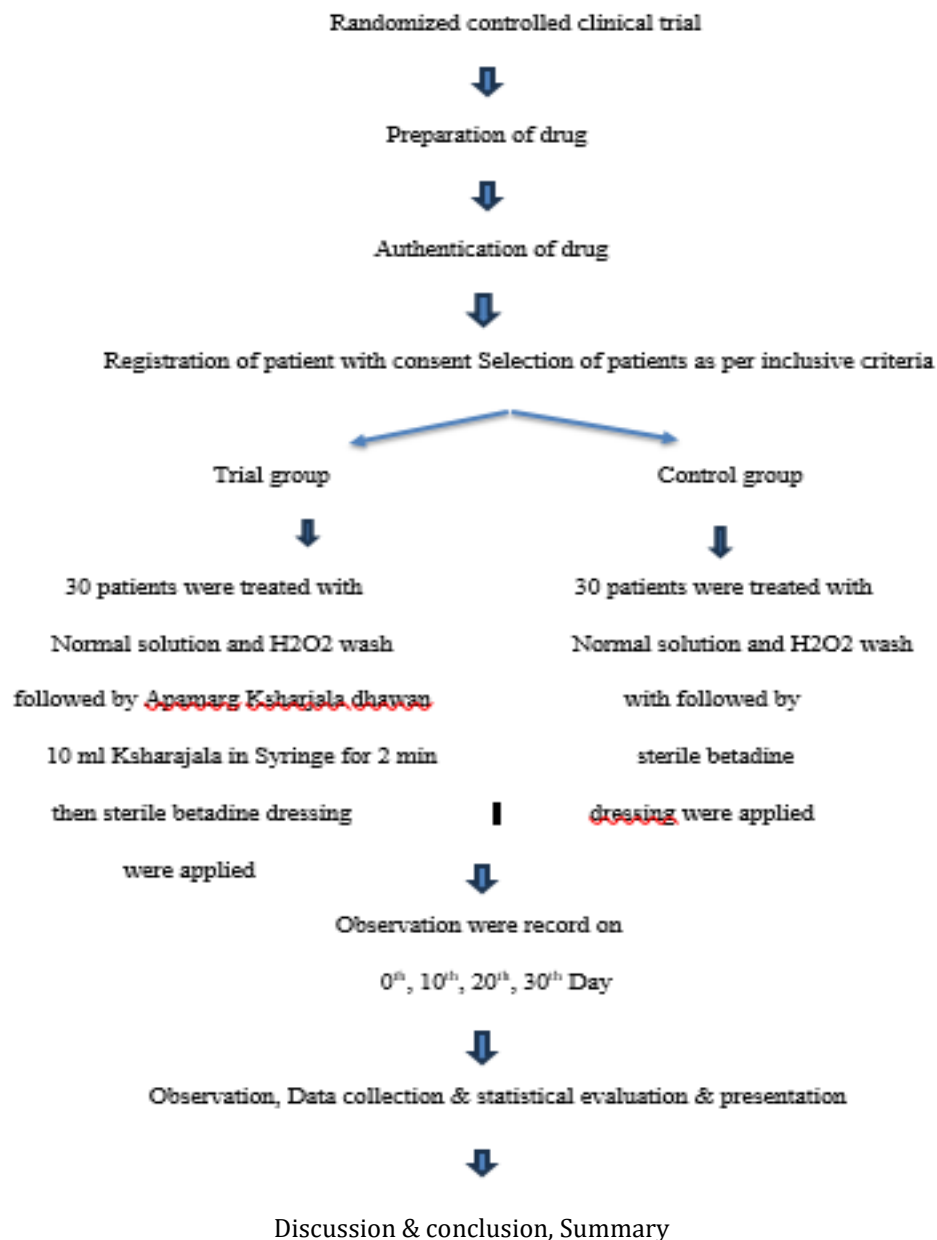 Randomized controlled clinical trial
Preparation of drug
Authentication of drug
Registration of patient with consent Selection of patients as per inclusive criteria
Trial group
Control group
30 patients were treated with
Normal solution and H2O2 wash
followed by Apamarg Ksharjala dhawan
10 ml Ksharajala in Syringe for 2 min
then sterile betadine dressing
were applied
30 patients were treated with
Normal solution and H2O2 wash
with followed by
sterile betadine
dressing were applied
Observation were record on
0th, 10th, 20th, 30th Day
Observation, Data collection & statistical evaluation & presentation
Discussion & conclusion, Summary